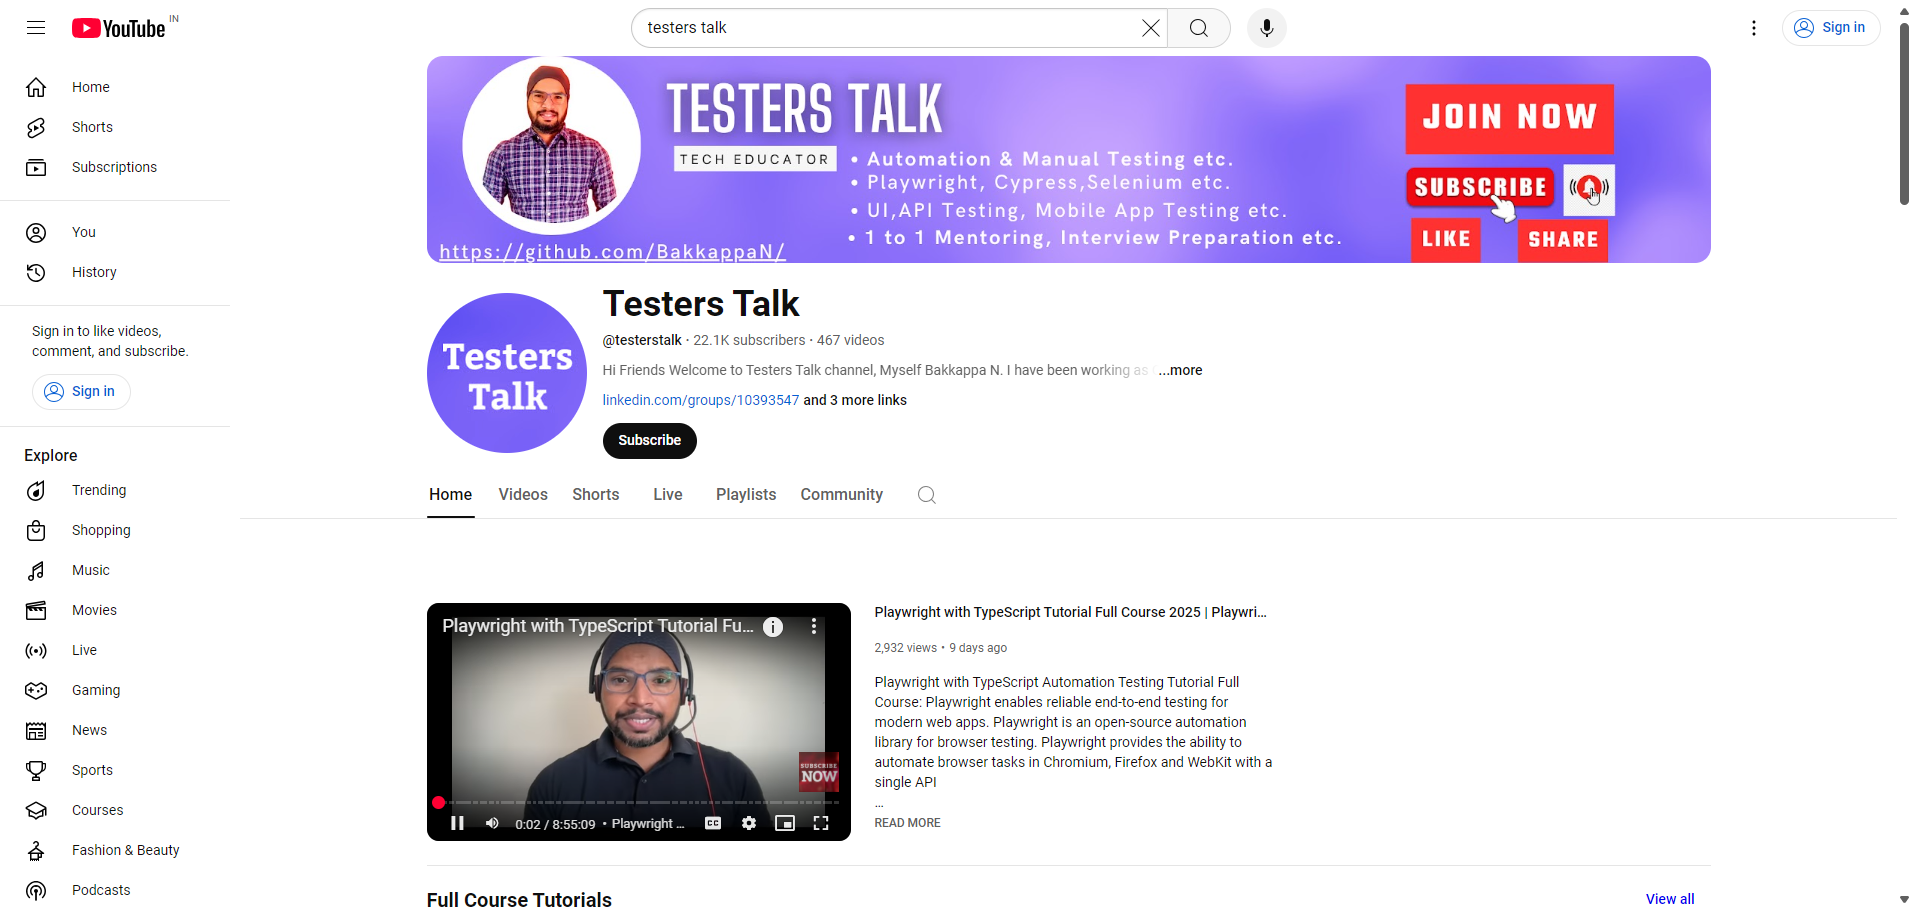 YouTube IN
testers talk
Sign in
Home
Shorts
Subscriptions
You
History
Sign in to like videos,
comment, and subscribe.
Sign in
Explore
Trending
Shopping
Music
Movies
Live
Gaming
News
Sports
Courses
Fashion & Beauty
Podcasts
TESTERS TALK
TECH EDUCATOR
• Automation & Manual Testing etc.
• Playwright, Cypress,Selenium etc.
• UI,API Testing, Mobile App Testing etc.
• 1 to 1 Mentoring, Interview Preparation etc.
https://github.com/BakkappaN/
JOIN NOW
SUBSCRIBE
LIKE SHARE
Testers
Talk
Testers Talk
@testerstalk • 22.1K subscribers • 467 videos
Hi Friends Welcome to Testers Talk channel, Myself Bakkappa N. I have been working as ...more
linkedin.com/groups/10393547 and 3 more links
Subscribe
Home Videos Shorts Live Playlists Community
Playwright with TypeScript Tutorial Fu...
SUBSCRIBE
NOW
0:02 / 8:55:09 • Playwright ...
CC
Playwright with TypeScript Tutorial Full Course 2025 | Playwri...
2,932 views • 9 days ago
Playwright with TypeScript Automation Testing Tutorial Full
Course: Playwright enables reliable end-to-end testing for
modern web apps. Playwright is an open-source automation
library for browser testing. Playwright provides the ability to
automate browser tasks in Chromium, Firefox and WebKit with a
single API
...
READ MORE
Full Course Tutorials
View all